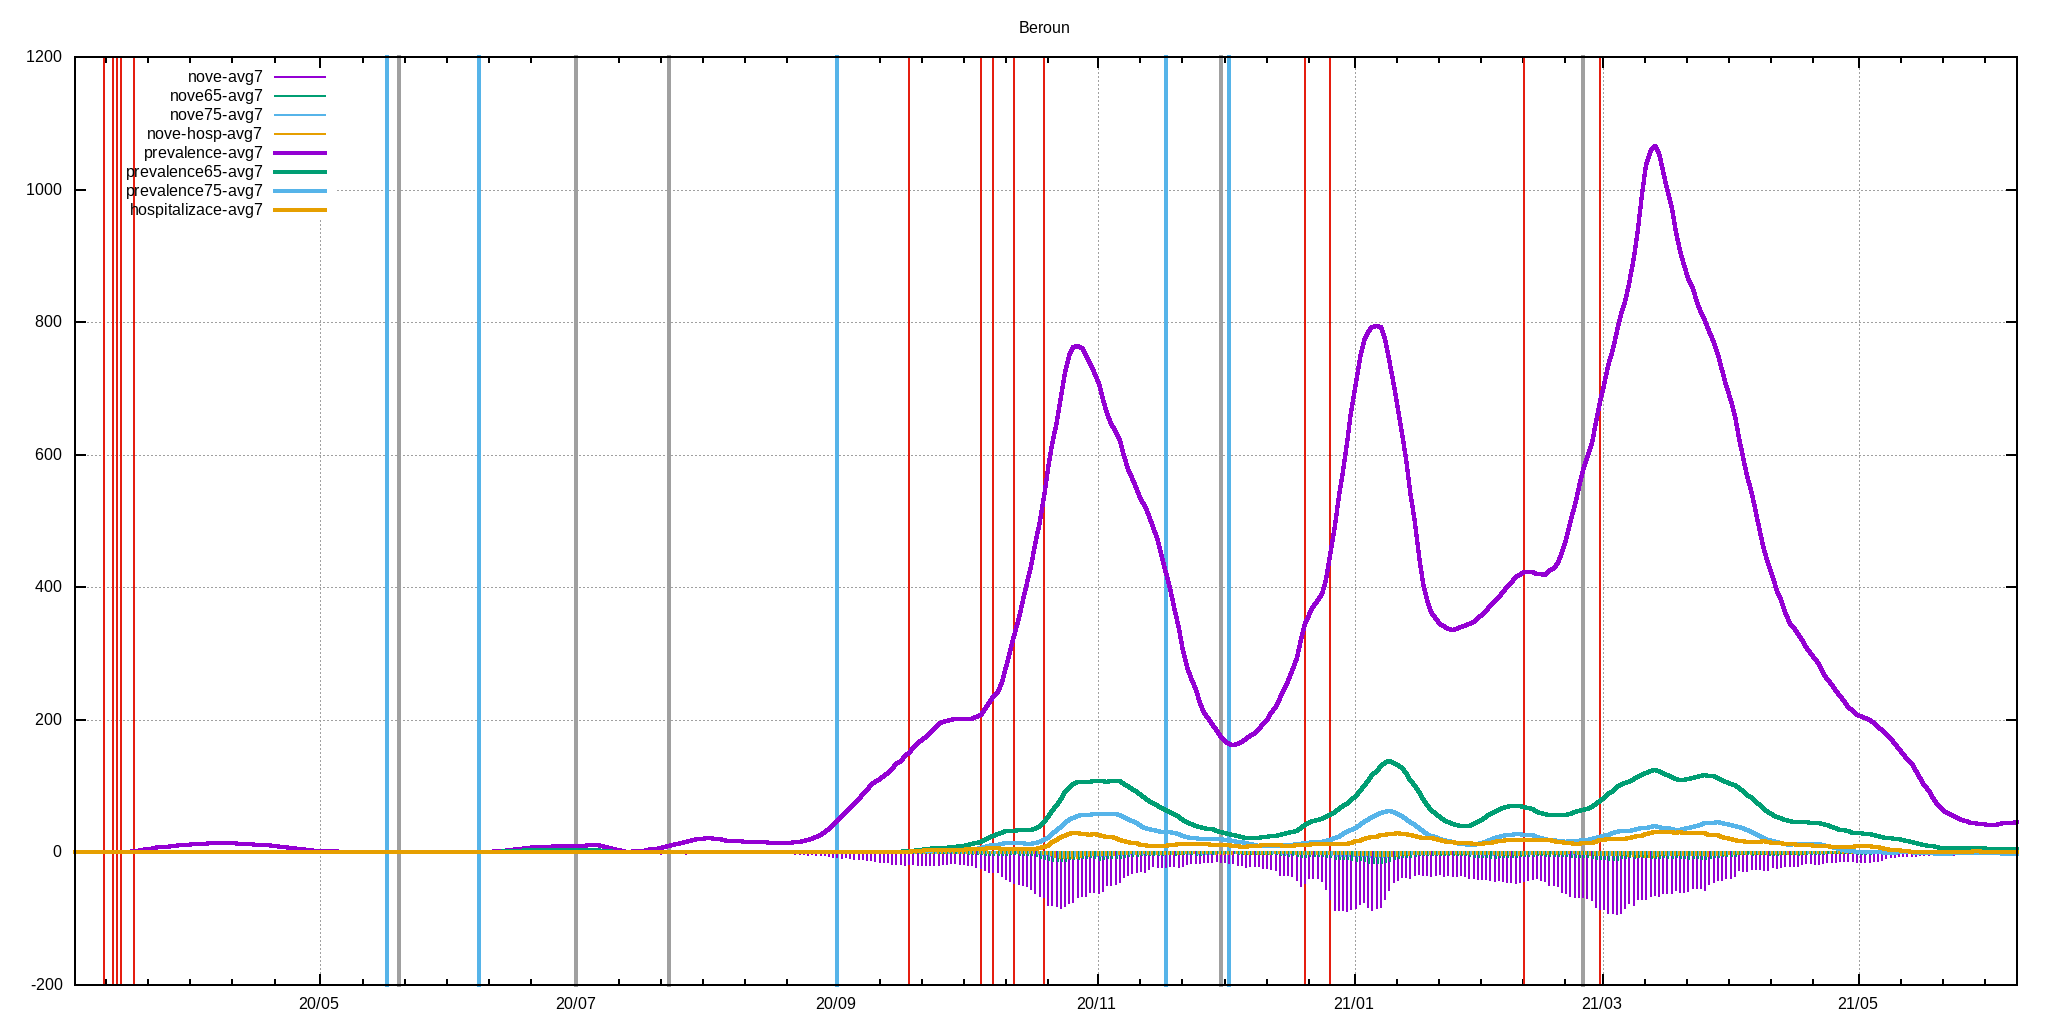 Beroun
1200
1000
800
600
400
200
0
-200
nove-avg7
nove65-avg7
nove75-avg7
nove-hosp-avg7
prevalence-avg7
prevalence65-avg7
prevalence75-avg7
hospitalizace-avg7
20/05 20/07 20/09 20/11 21/01 21/03 21/05